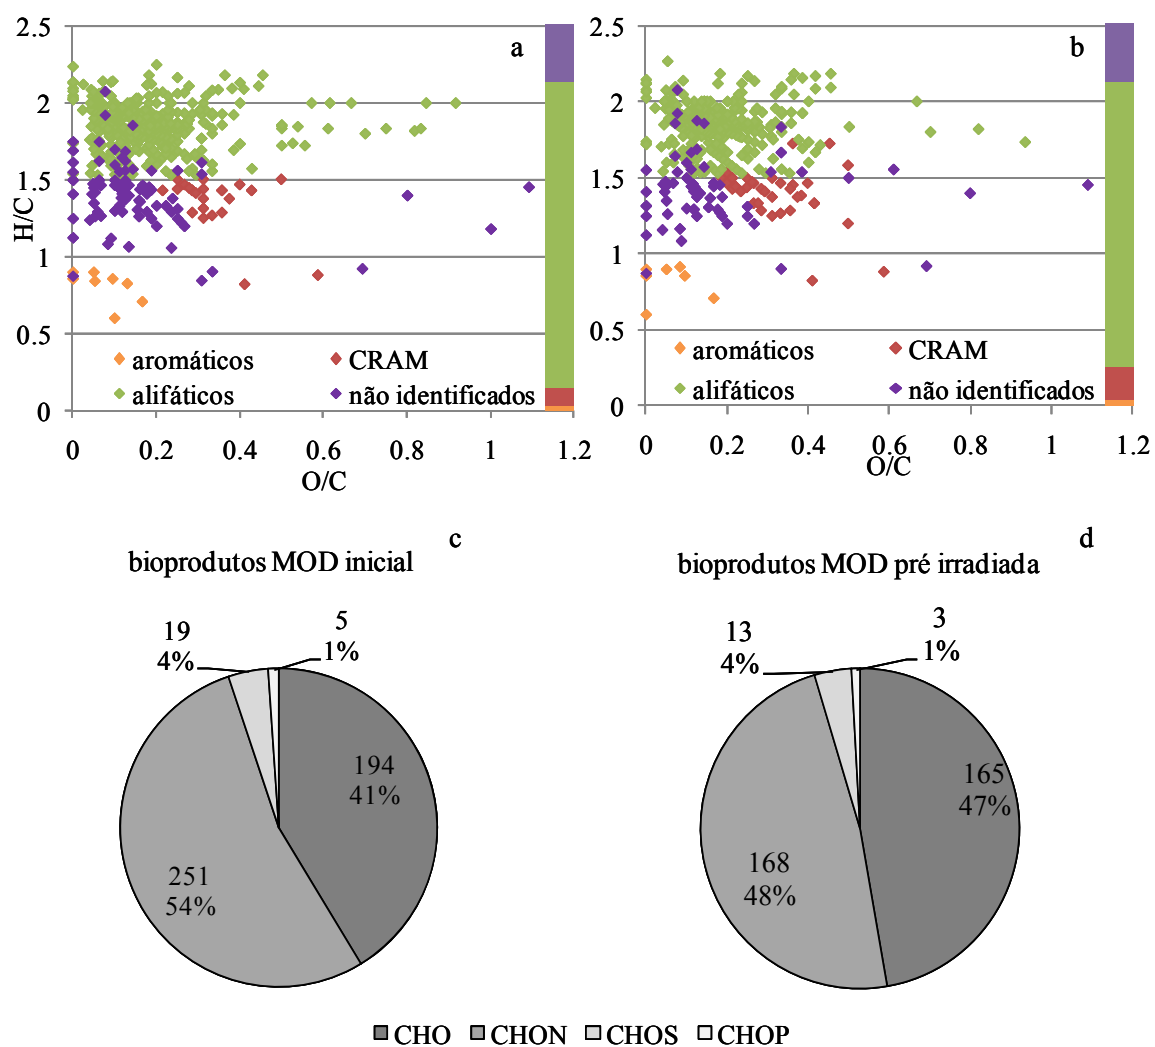 a
2.5
2
1.5
1
0.5
0
H/C
aromáticos
CRAM
alifáticos
não identificados
0
0.2
0.4
0.6
0.8
1
1.2
O/C
b
2.5
2
1.5
1
0.5
0
aromáticos
CRAM
alifáticos
não identificados
0
0.2
0.4
0.6
0.8
1
1.2
O/C
c
bioprodutos MOD inicial
19
4%
5
1%
194
41%
251
54%
d
bioprodutos MOD pré irradiada
13
4%
3
1%
165
47%
168
48%
CHO CHON CHOS CHOP